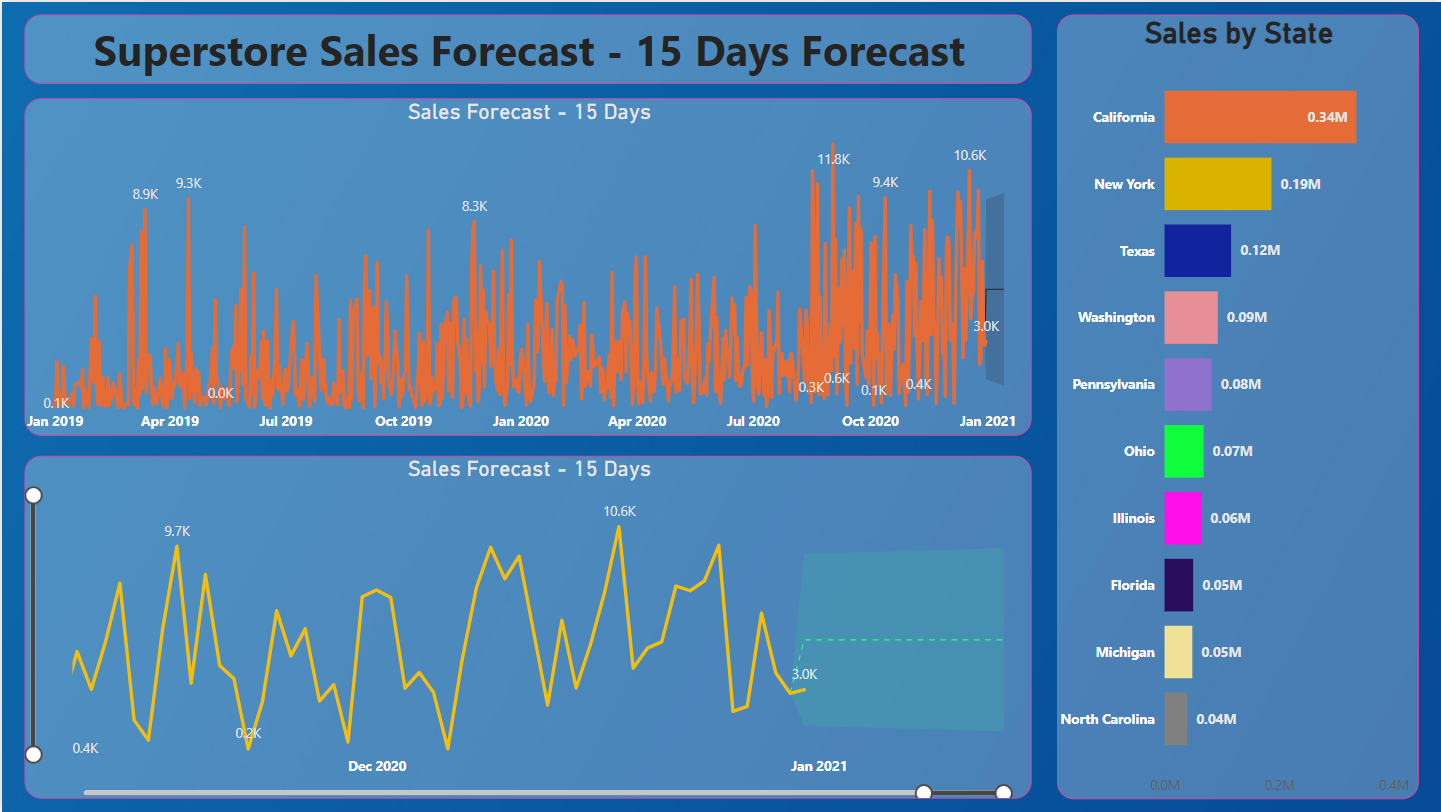 Superstore Sales Forecast - 15 Days Forecast
Sales Forecast - 15 Days
8.9K
9.3K
8.3K
11.8K
9.4K
10.6K
3.0K
0.1K
0.0K
0.3K
0.6K
0.1K
0.4K
Jan 2019 Apr 2019 Jul 2019 Oct 2019 Jan 2020 Apr 2020 Jul 2020 Oct 2020 Jan 2021
Sales Forecast - 15 Days
9.7K
10.6K
3.0K
0.4K
0.2K
Dec 2020 Jan 2021
Sales by State
California 0.34M
New York 0.19M
Texas 0.12M
Washington 0.09M
Pennsylvania 0.08M
Ohio 0.07M
Illinois 0.06M
Florida 0.05M
Michigan 0.05M
North Carolina 0.04M
0.0M 0.2M 0.4M